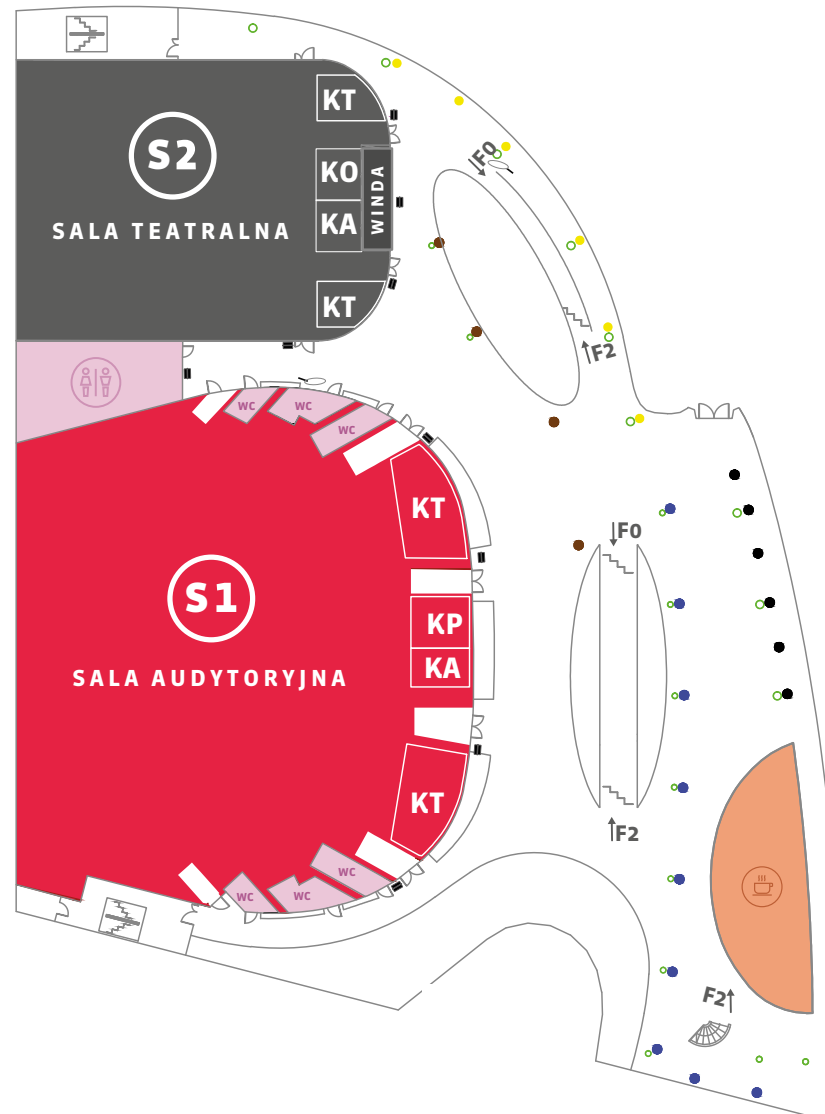 KT
S2
KO
WINDA
SALA TEATRALNA
KA
KT
F0
F2
WC
WC
WC
KT
F0
S1
KP
KA
SALA AUDYTORYJNA
KT
F2
WC
WC
WC
F2